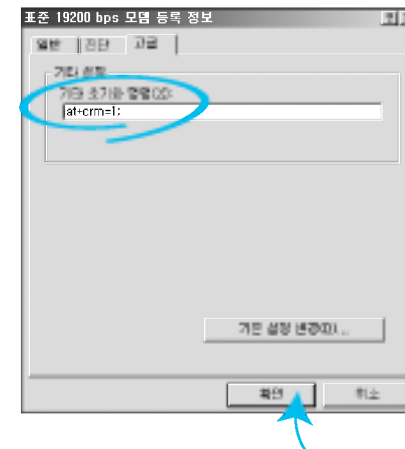 표준 19200 bps 모뎀 등록 정보
일반 진단 고급
기타 설정
기타 초기화 명령(X):
at+crm=1;
기본 설정 변경(D)...
확인 취소